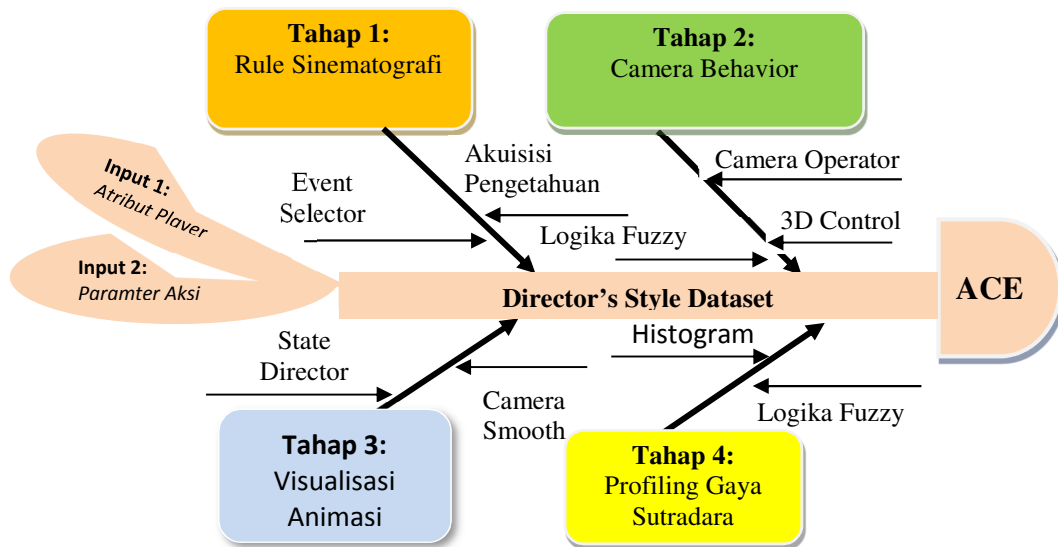 Tahap 1:
Rule Sinematografi
Tahap 2:
Camera Behavior
Input 1:
Atribut Plaver
Input 2:
Paramter Aksi
Event
Selector
Akuisisi
Pengetahuan
Logika Fuzzy
Camera Operator
3D Control
Director’s Style Dataset
ACE
State
Director
Camera
Smooth
Histogram
Logika Fuzzy
Tahap 3:
Visualisasi
Animasi
Tahap 4:
Profiling Gaya
Sutradara